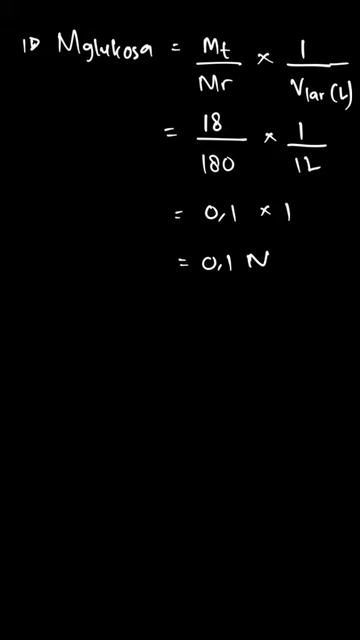 1) Mglukosa = Mt/Mr × 1/Vlar(L)
= 18/180 × 1/1L
= 0,1 × 1
= 0,1 N